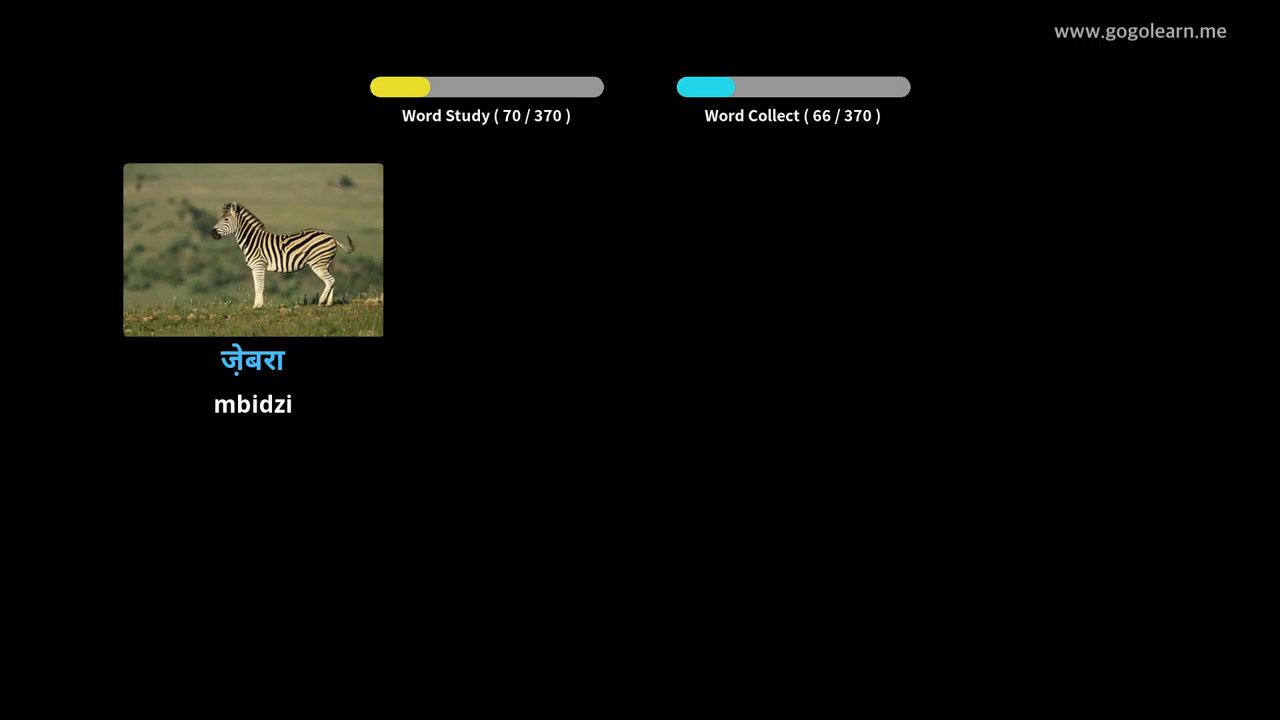 www.gogolearn.me
Word Study ( 70 / 370 )
Word Collect ( 66 / 370 )
ज़ेबरा
mbidzi